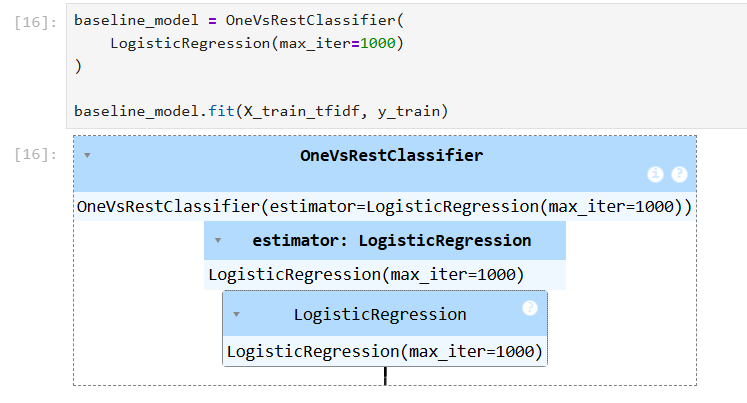 [16]: baseline_model = OneVsRestClassifier(
    LogisticRegression(max_iter=1000)
)
baseline_model.fit(X_train_tfidf, y_train)
[16]: OneVsRestClassifier
i ?
OneVsRestClassifier(estimator=LogisticRegression(max_iter=1000))
estimator: LogisticRegression
LogisticRegression(max_iter=1000)
LogisticRegression ?
LogisticRegression(max_iter=1000)